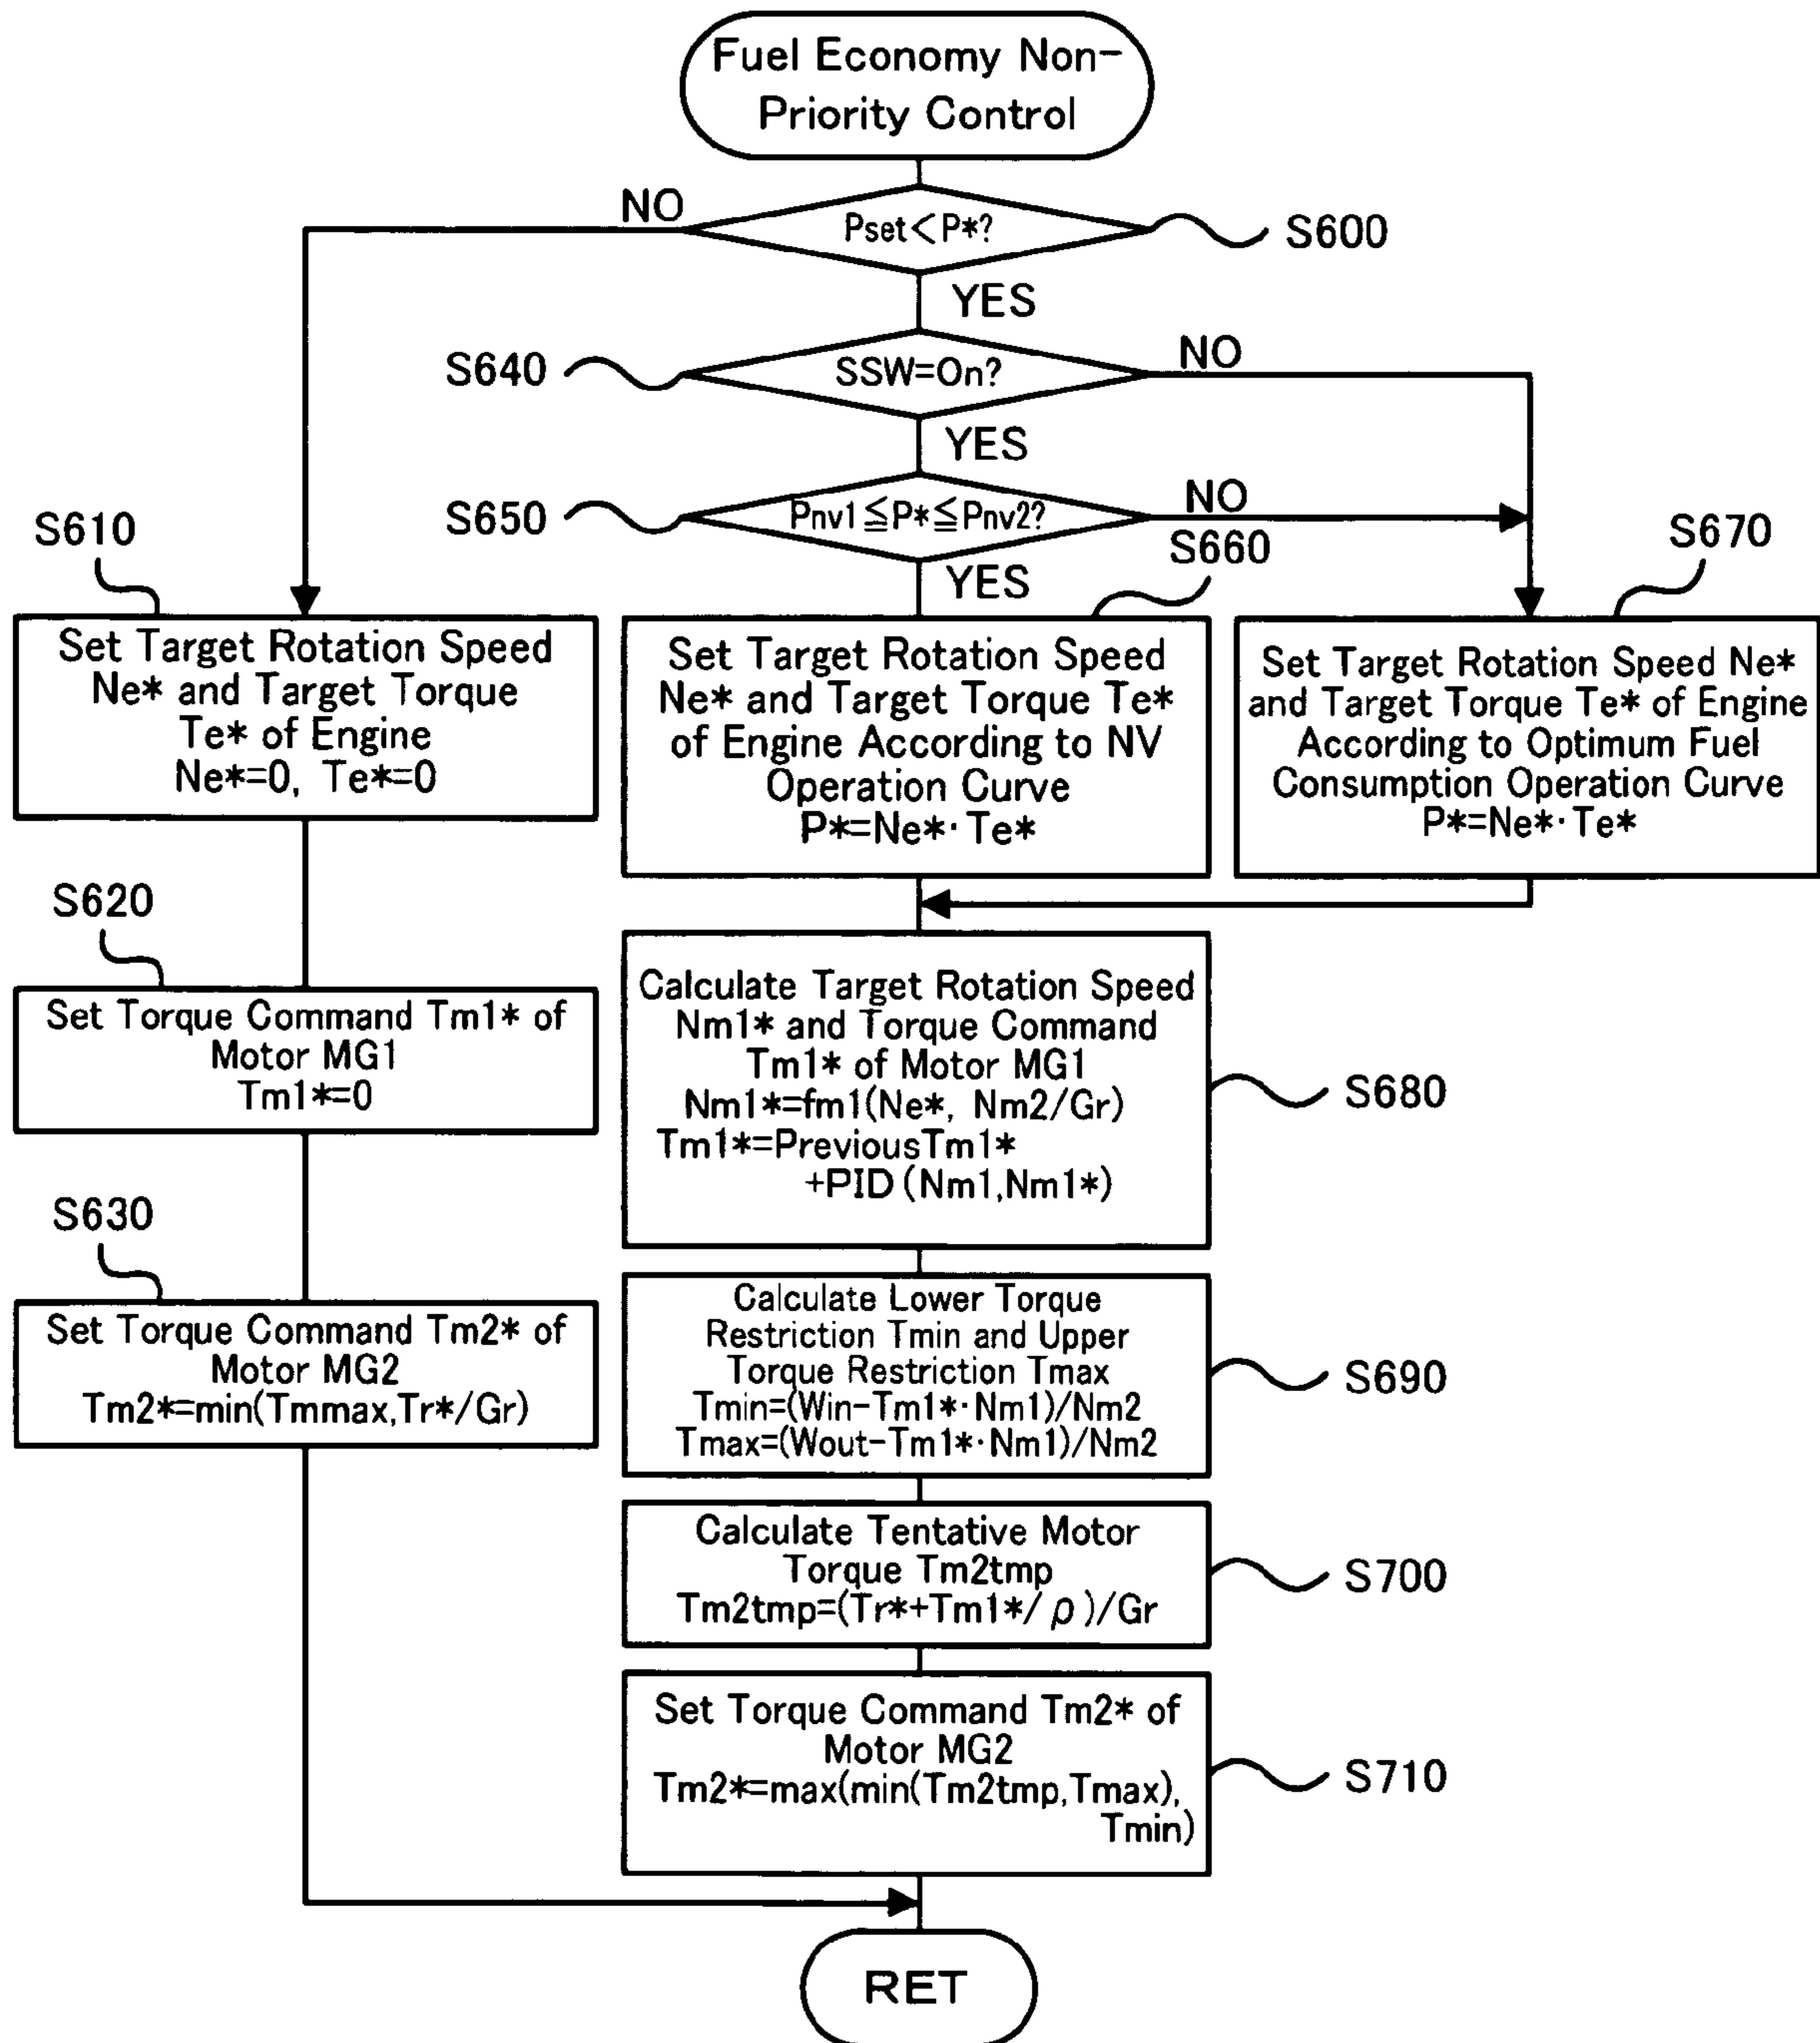 Fuel Economy Non-
Priority Control
NO
Pset<P*?
S600
YES
S640
SSW=On?
NO
YES
S650
Pnv1≦P*≦Pnv2?
NO
YES
S610
Set Target Rotation Speed
Ne* and Target Torque
Te* of Engine
Ne*=0, Te*=0
S660
Set Target Rotation Speed
Ne* and Target Torque Te*
of Engine According to NV
Operation Curve
P*=Ne*·Te*
S670
Set Target Rotation Speed Ne*
and Target Torque Te* of Engine
According to Optimum Fuel
Consumption Operation Curve
P*=Ne*·Te*
S620
Set Torque Command Tm1* of
Motor MG1
Tm1*=0
S630
Set Torque Command Tm2* of
Motor MG2
Tm2*=min(Tmmax,Tr*/Gr)
Calculate Target Rotation Speed
Nm1* and Torque Command
Tm1* of Motor MG1
Nm1*=fm1(Ne*, Nm2/Gr)
Tm1*=PreviousTm1*
+PID(Nm1,Nm1*)
S680
Calculate Lower Torque
Restriction Tmin and Upper
Torque Restriction Tmax
Tmin=(Win-Tm1*·Nm1)/Nm2
Tmax=(Wout-Tm1*·Nm1)/Nm2
S690
Calculate Tentative Motor
Torque Tm2tmp
Tm2tmp=(Tr*+Tm1*/ρ)/Gr
S700
Set Torque Command Tm2* of
Motor MG2
Tm2*=max(min(Tm2tmp,Tmax),
Tmin)
S710
RET